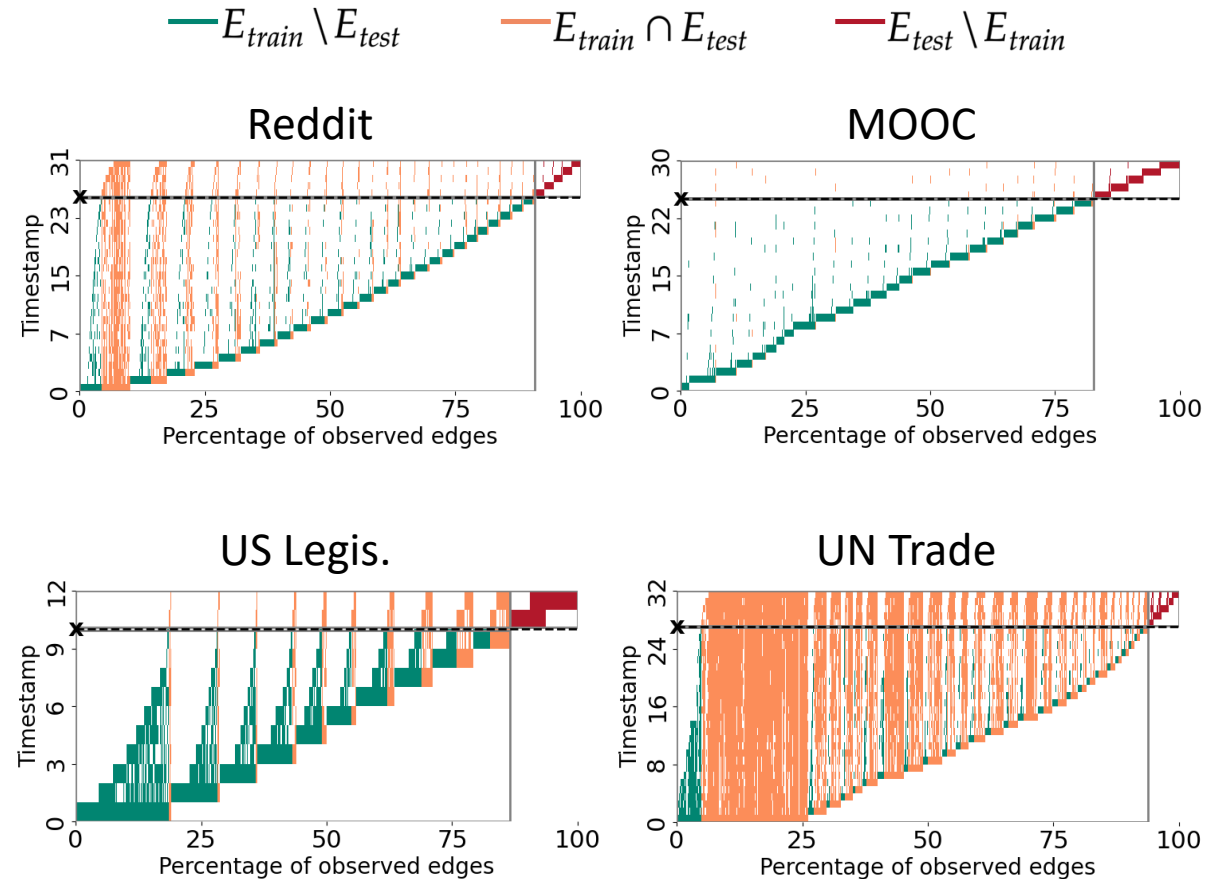 E_train \ E_test E_train ∩ E_test E_test \ E_train
Reddit
31
23
15
7
0
Timestamp
x
0 25 50 75 100
Percentage of observed edges
MOOC
30
22
15
7
0
Timestamp
x
0 25 50 75 100
Percentage of observed edges
US Legis.
12
9
6
3
0
Timestamp
x
0 25 50 75 100
Percentage of observed edges
UN Trade
32
24
16
8
0
Timestamp
x
0 25 50 75 100
Percentage of observed edges